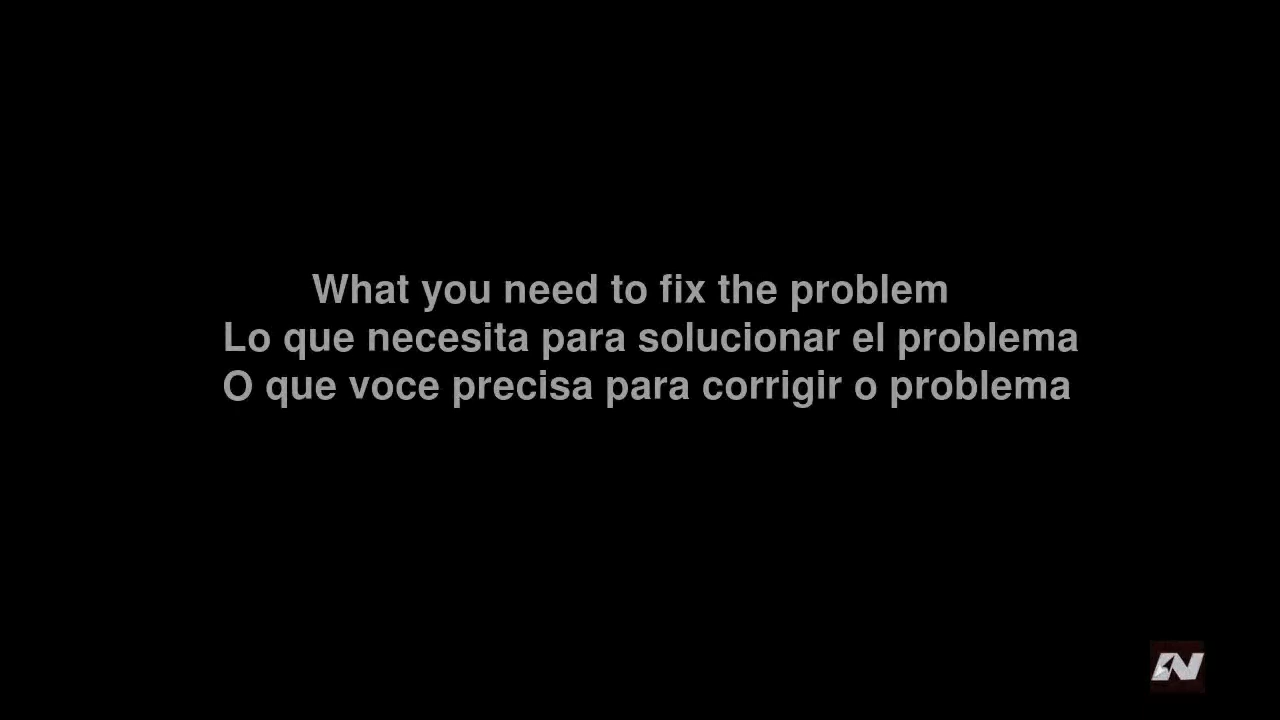 What you need to fix the problem
Lo que necesita para solucionar el problema
O que voce precisa para corrigir o problema